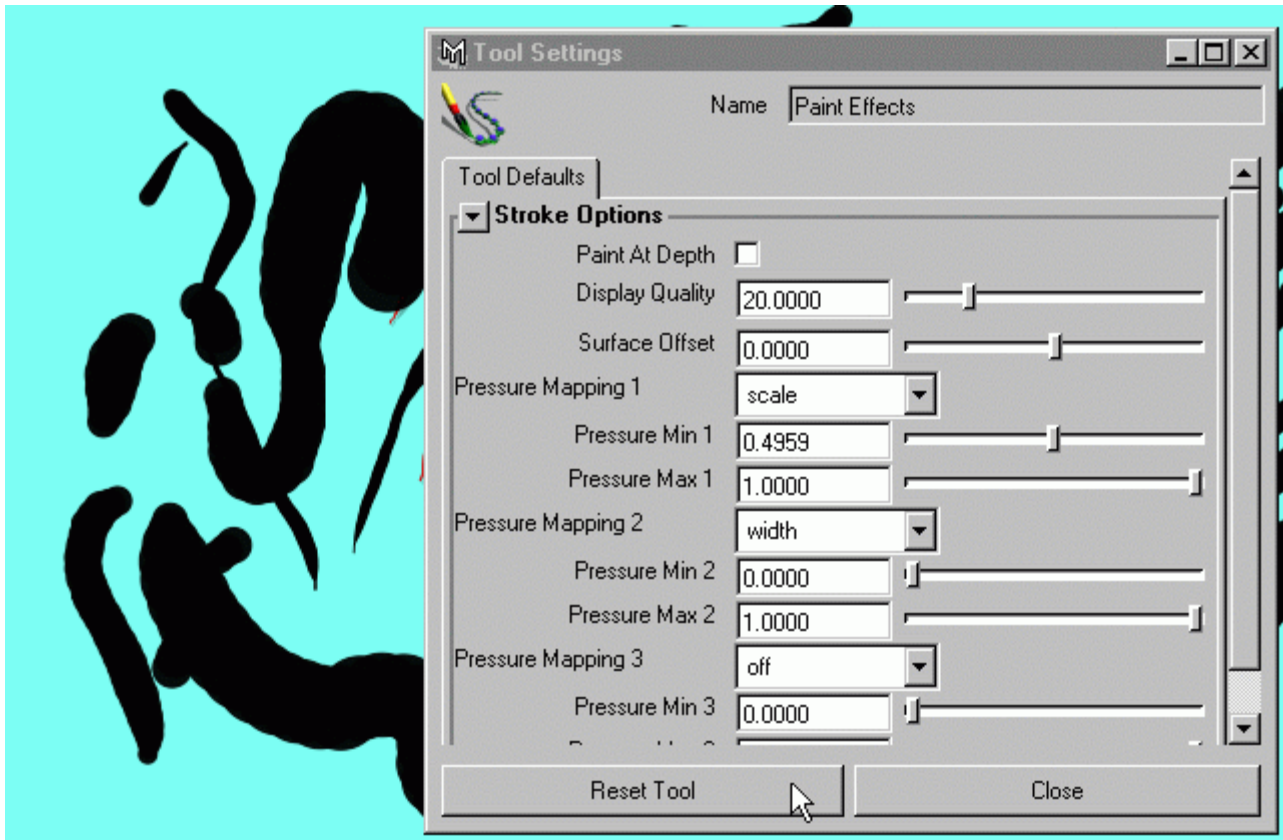 Tool Settings
Name Paint Effects
Tool Defaults
Stroke Options
Paint At Depth
Display Quality 20.0000
Surface Offset 0.0000
Pressure Mapping 1 scale
Pressure Min 1 0.4959
Pressure Max 1 1.0000
Pressure Mapping 2 width
Pressure Min 2 0.0000
Pressure Max 2 1.0000
Pressure Mapping 3 off
Pressure Min 3 0.0000
Reset Tool Close